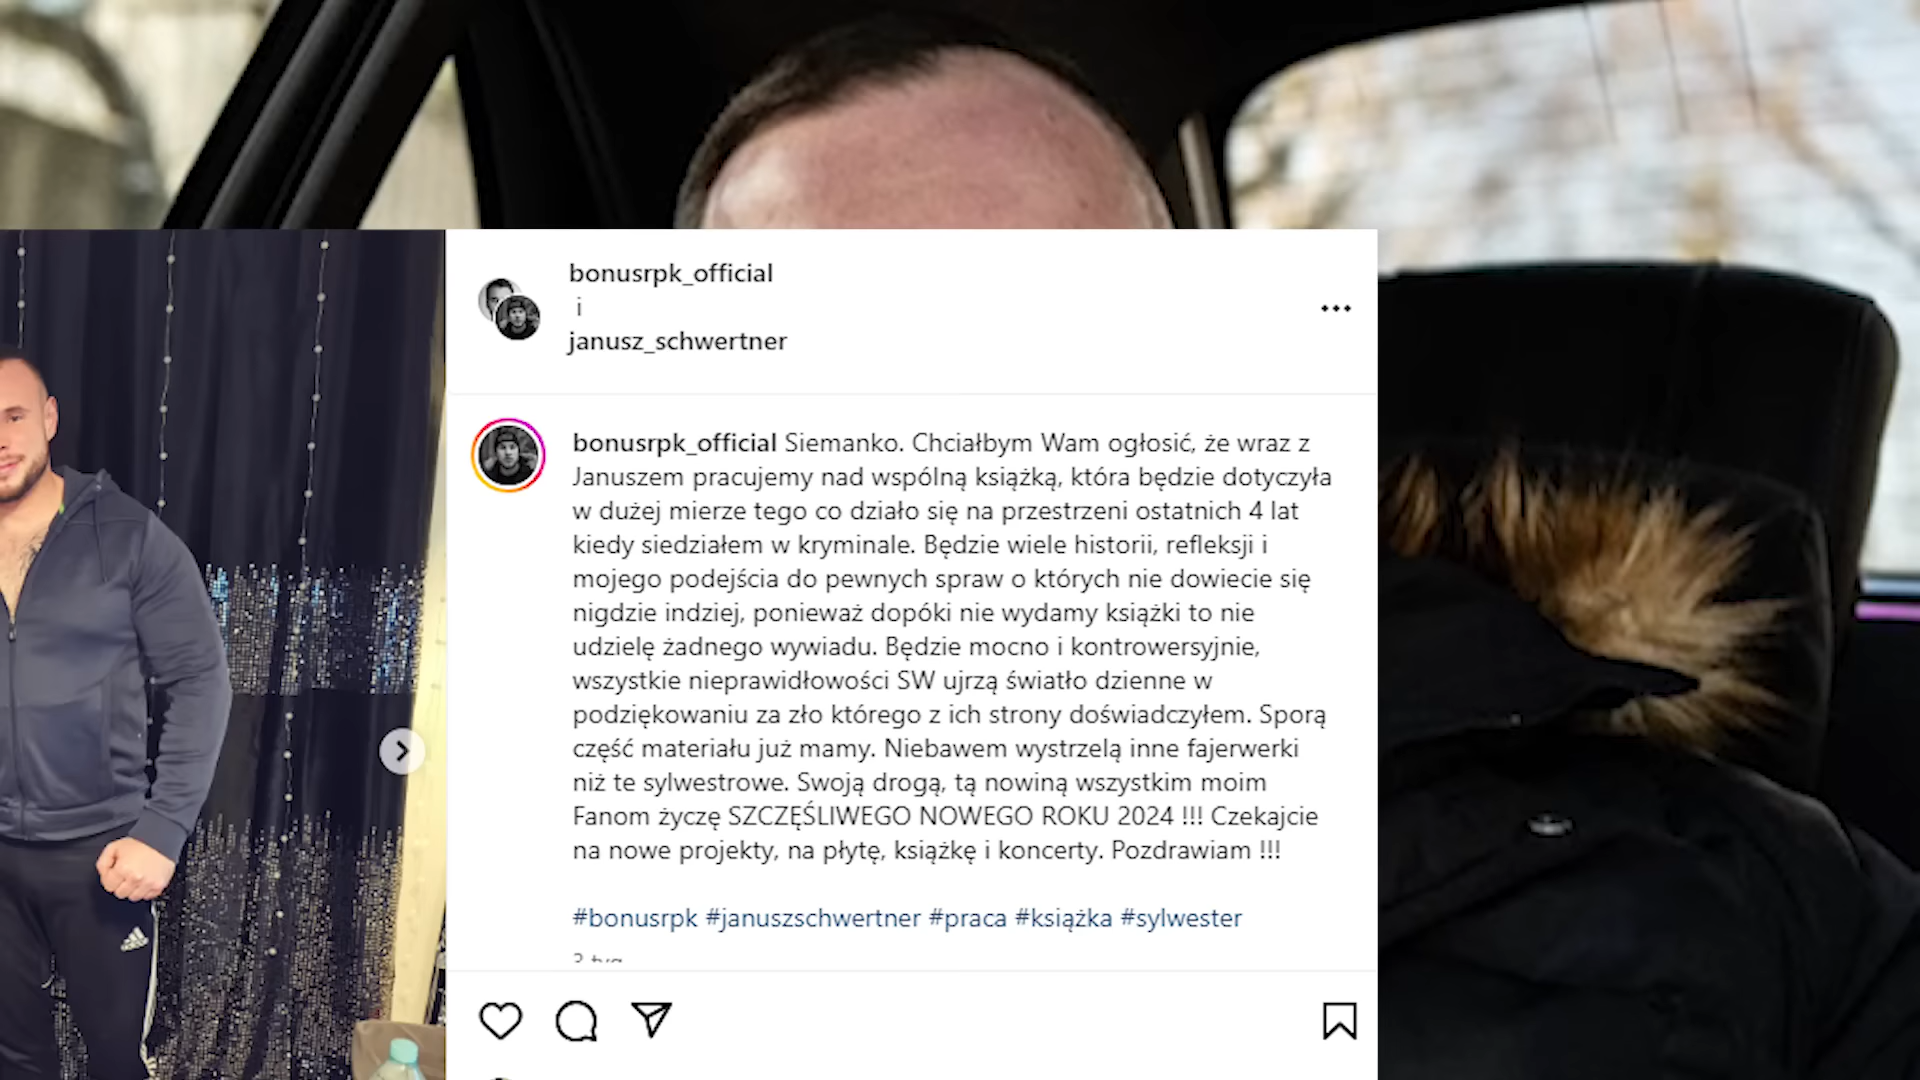 bonusrpk_official
i
janusz_schwertner
bonusrpk_official Siemanko. Chciałbym Wam ogłosić, że wraz z
Januszem pracujemy nad wspólną książką, która będzie dotyczyła
w dużej mierze tego co działo się na przestrzeni ostatnich 4 lat
kiedy siedziałem w kryminale. Będzie wiele historii, refleksji i
mojego podejścia do pewnych spraw o których nie dowiecie się
nigdzie indziej, ponieważ dopóki nie wydamy książki to nie
udzielę żadnego wywiadu. Będzie mocno i kontrowersyjnie,
wszystkie nieprawidłowości SW ujrzą światło dzienne w
podziękowaniu za zło którego z ich strony doświadczyłem. Sporą
część materiału już mamy. Niebawem wystrzelą inne fajerwerki
niż te sylwestrowe. Swoją drogą, tą nowiną wszystkim moim
Fanom życzę SZCZĘŚLIWEGO NOWEGO ROKU 2024 !!! Czekajcie
na nowe projekty, na płytę, książkę i koncerty. Pozdrawiam !!!
#bonusrpk #januszschwertner #praca #książka #sylwester